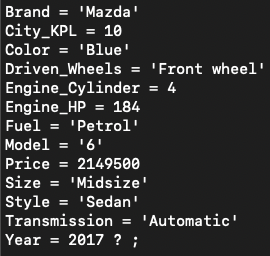 Brand = 'Mazda'
City_KPL = 10
Color = 'Blue'
Driven_Wheels = 'Front wheel'
Engine_Cylinder = 4
Engine_HP = 184
Fuel = 'Petrol'
Model = '6'
Price = 2149500
Size = 'Midsize'
Style = 'Sedan'
Transmission = 'Automatic'
Year = 2017 ? ;